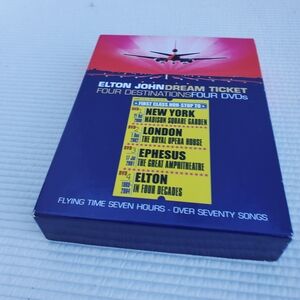 ELTON JOHN DREAM TICKET
FOUR DESTINATIONS FOUR DVDs
FIRST CLASS NON-STOP TO
NEW YORK
MADISON SQUARE GARDEN
LONDON
THE ROYAL OPERA HOUSE
EPHESUS
THE GREAT AMPHITHEATRE
ELTON
IN FOUR DECADES
FLYING TIME SEVEN HOURS - OVER SEVENTY SONGS